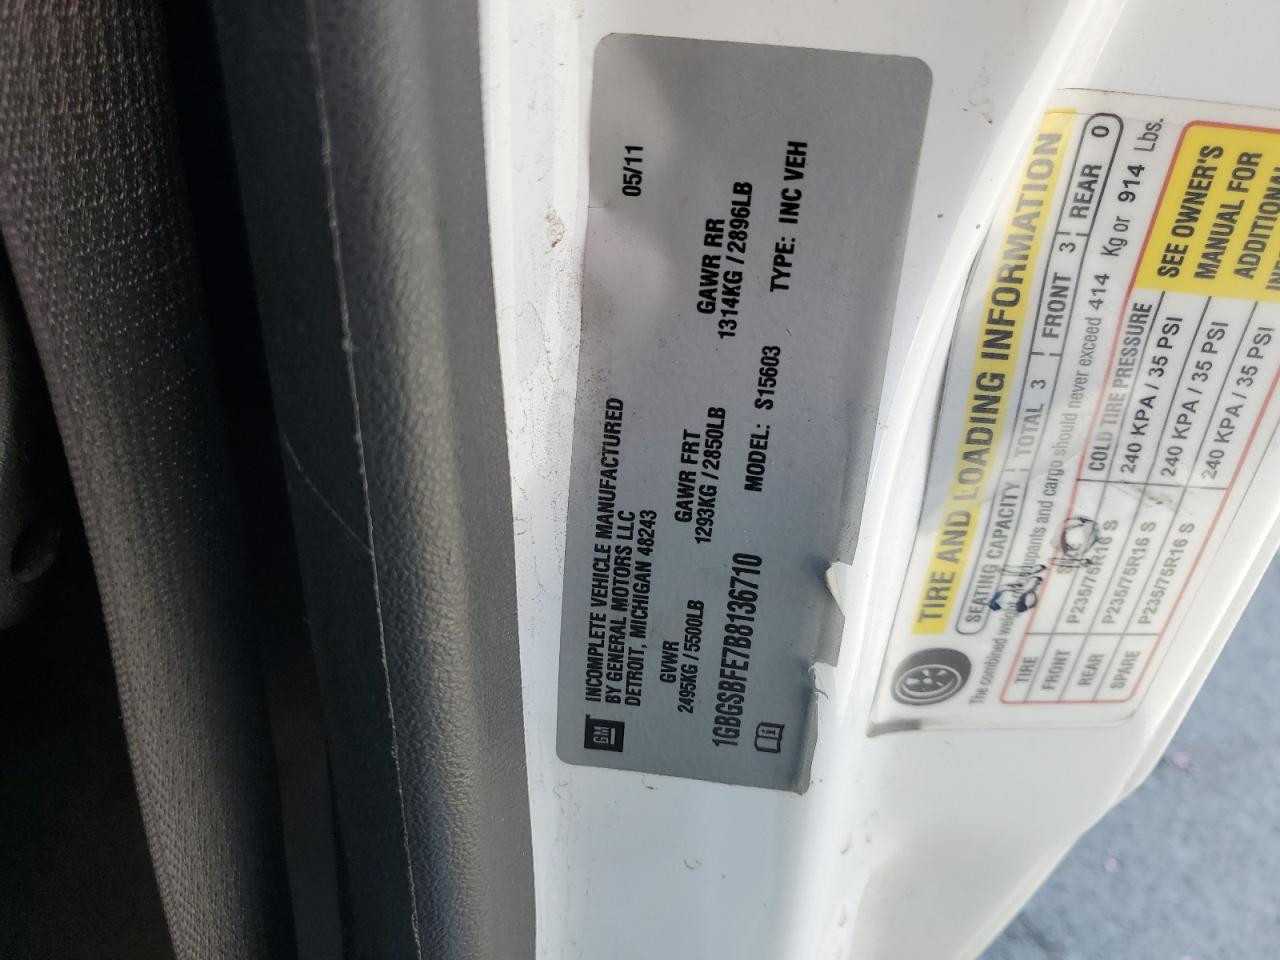 GM
INCOMPLETE VEHICLE MANUFACTURED
BY GENERAL MOTORS LLC
DETROIT, MICHIGAN 48243
05/11
GVWR
2495KG / 5500LB
GAWR FRT
1293KG / 2850LB
GAWR RR
1314KG / 2896LB
1GBGSBFE7B8136710
MODEL: S15603
TYPE: INC VEH
TIRE AND LOADING INFORMATION
SEATING CAPACITY TOTAL 3 FRONT 3 REAR 0
The combined weight of occupants and cargo should never exceed 414 Kg or 914 Lbs.
TIRE COLD TIRE PRESSURE
FRONT P235/75R16 S 240 KPA / 35 PSI
REAR P235/75R16 S 240 KPA / 35 PSI
SPARE P235/75R16 S 240 KPA / 35 PSI
SEE OWNER'S
MANUAL FOR
ADDITIONAL